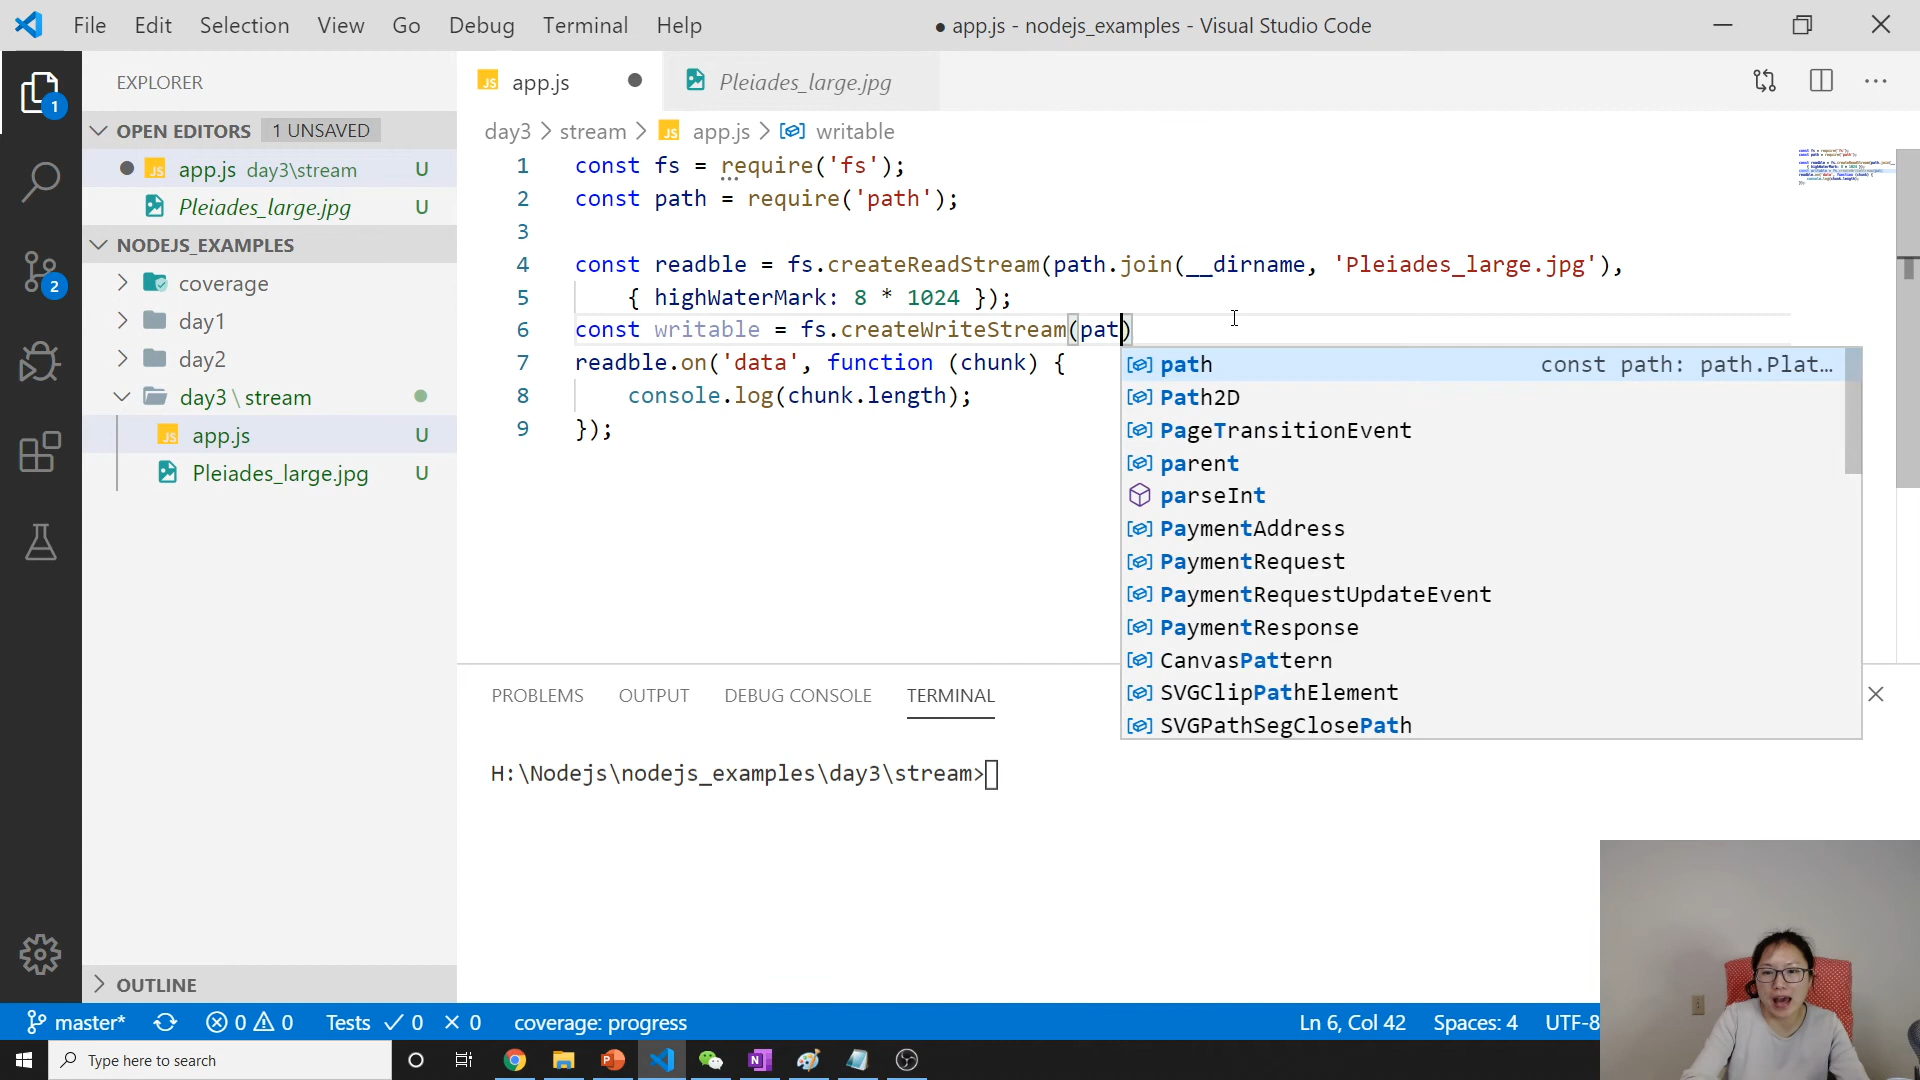 File Edit Selection View Go Debug Terminal Help
● app.js - nodejs_examples - Visual Studio Code
EXPLORER
OPEN EDITORS 1 UNSAVED
app.js day3\stream U
Pleiades_large.jpg U
NODEJS_EXAMPLES
coverage
day1
day2
day3 \ stream
app.js U
Pleiades_large.jpg U
OUTLINE
1
2
JS app.js
Pleiades_large.jpg
day3 > stream > JS app.js > writable
1 const fs = require('fs');
2 const path = require('path');
3
4 const readble = fs.createReadStream(path.join(__dirname, 'Pleiades_large.jpg'),
5 { highWaterMark: 8 * 1024 });
6 const writable = fs.createWriteStream(pat)
7 readble.on('data', function (chunk) {
8 console.log(chunk.length);
9 });
path const path: path.Plat...
Path2D
PageTransitionEvent
parent
parseInt
PaymentAddress
PaymentRequest
PaymentRequestUpdateEvent
PaymentResponse
CanvasPattern
SVGClipPathElement
SVGPathSegClosePath
PROBLEMS OUTPUT DEBUG CONSOLE TERMINAL
H:\Nodejs\nodejs_examples\day3\stream>
master* 0 0 Tests 0 0 coverage: progress
Ln 6, Col 42 Spaces: 4 UTF-8
Type here to search